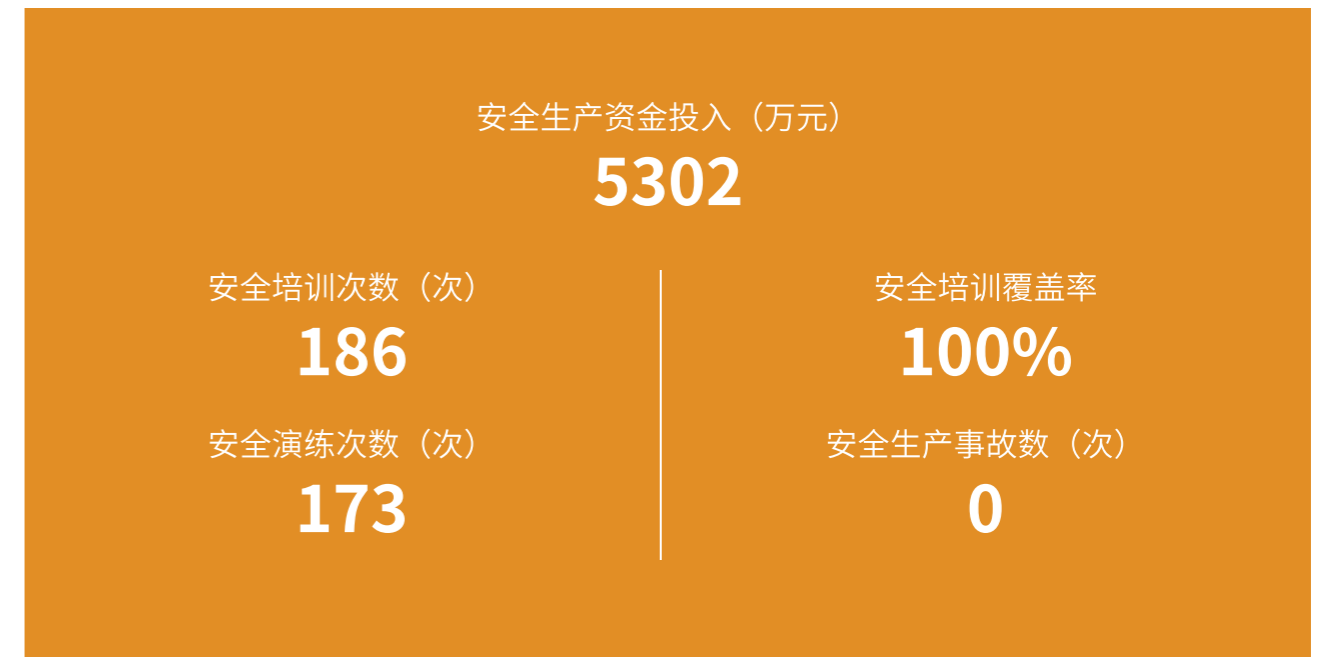 安全生产资金投入（万元）
5302
安全培训次数（次）
186
安全培训覆盖率
100%
安全演练次数（次）
173
安全生产事故数（次）
0